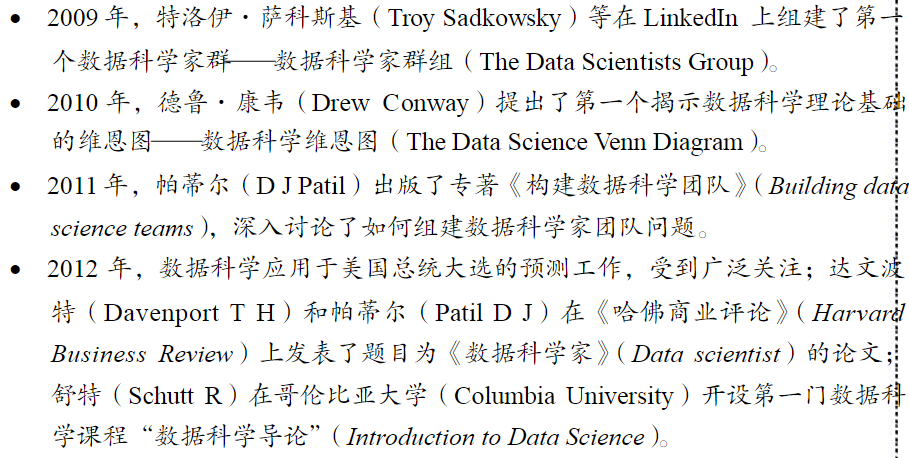 • 2009 年，特洛伊·萨科斯基（Troy Sadkowsky）等在 LinkedIn 上组建了第一
个数据科学家群——数据科学家群组（The Data Scientists Group）。
• 2010 年，德鲁·康韦（Drew Conway）提出了第一个揭示数据科学理论基础
的维恩图——数据科学维恩图（The Data Science Venn Diagram）。
• 2011 年，帕蒂尔（D J Patil）出版了专著《构建数据科学团队》（Building data
science teams），深入讨论了如何组建数据科学家团队问题。
• 2012 年，数据科学应用于美国总统大选的预测工作，受到广泛关注；达文波
特（Davenport T H）和帕蒂尔（Patil D J）在《哈佛商业评论》（Harvard
Business Review）上发表了题目为《数据科学家》（Data scientist）的论文；
舒特（Schutt R）在哥伦比亚大学（Columbia University）开设第一门数据科
学课程“数据科学导论”（Introduction to Data Science）。